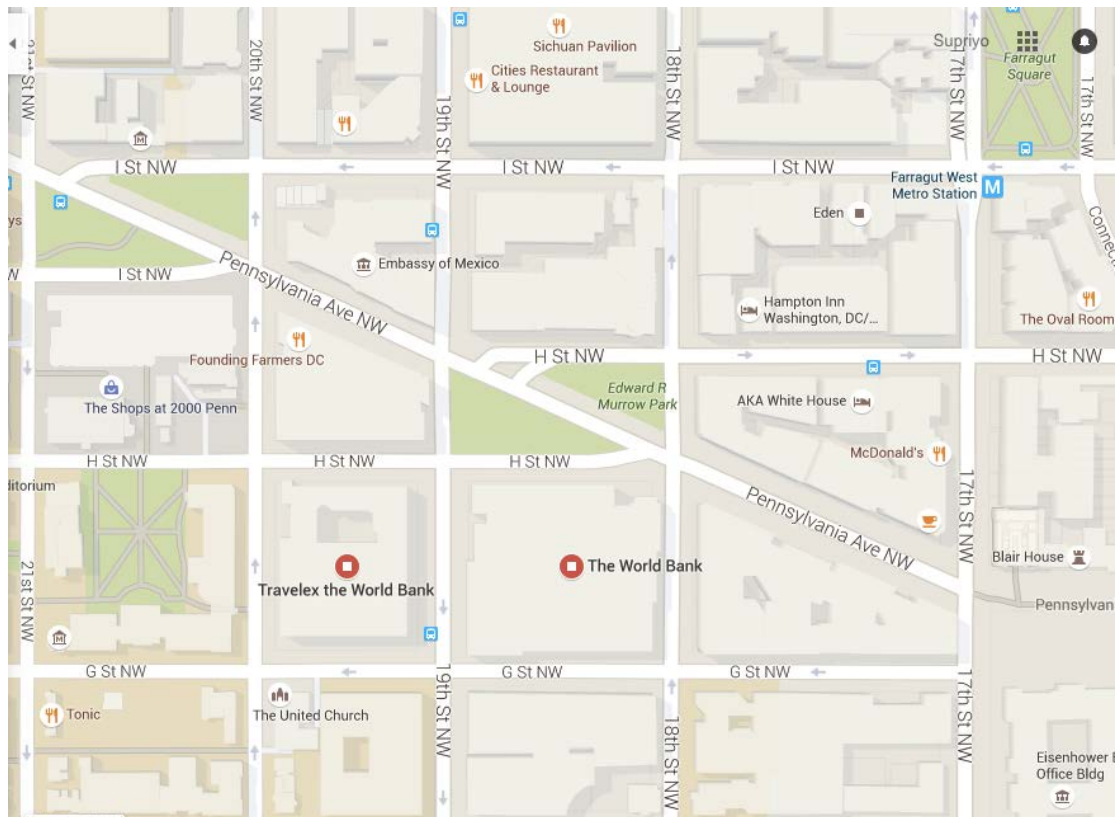 Sichuan Pavilion
Cities Restaurant
& Lounge
Supriyo
Farragut
Square
21st St NW
20th St NW
19th St NW
18th St NW
17th St NW
17th St NW
I St NW
I St NW
I St NW
Farragut West
Metro Station
M
Eden
ys
W
I St NW
Pennsylvania Ave NW
Embassy of Mexico
Hampton Inn
Washington, DC/...
The Oval Room
Founding Farmers DC
H St NW
H St NW
The Shops at 2000 Penn
Edward R
Murrow Park
AKA White House
McDonald's
H St NW
H St NW
H St NW
ditorium
Pennsylvania Ave NW
17th St NW
Blair House
Travelex the World Bank
The World Bank
21st St NW
Pennsylvan
G St NW
G St NW
G St NW
19th St NW
18th St NW
17th St NW
Tonic
The United Church
Eisenhower E
Office Bldg